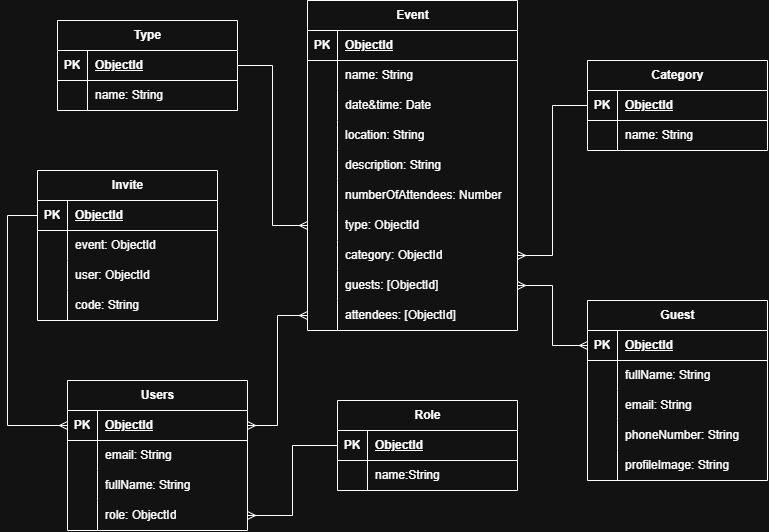 Type
PK ObjectId
name: String
Event
PK ObjectId
name: String
date&time: Date
location: String
description: String
numberOfAttendees: Number
type: ObjectId
category: ObjectId
guests: [ObjectId]
attendees: [ObjectId]
Category
PK ObjectId
name: String
Invite
PK ObjectId
event: ObjectId
user: ObjectId
code: String
Guest
PK ObjectId
fullName: String
email: String
phoneNumber: String
profileImage: String
Users
PK ObjectId
email: String
fullName: String
role: ObjectId
Role
PK ObjectId
name:String